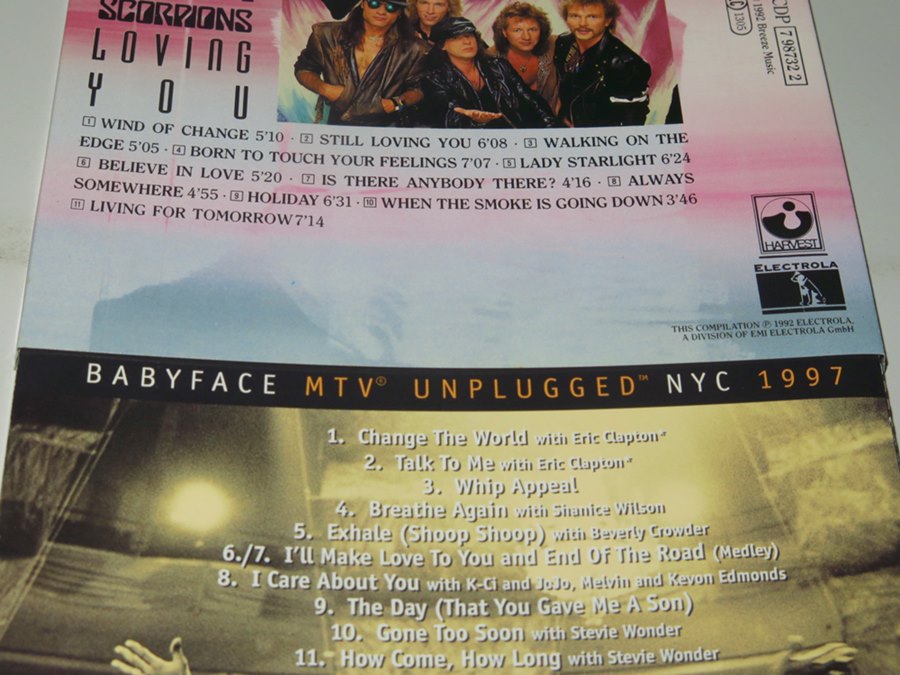 SCORPIONS
LOVING
YOU
1 WIND OF CHANGE 5'10 · 2 STILL LOVING YOU 6'08 · 3 WALKING ON THE
EDGE 5'05 · 4 BORN TO TOUCH YOUR FEELINGS 7'07 · 5 LADY STARLIGHT 6'24
6 BELIEVE IN LOVE 5'20 · 7 IS THERE ANYBODY THERE? 4'16 · 8 ALWAYS
SOMEWHERE 4'55 · 9 HOLIDAY 6'31 · 10 WHEN THE SMOKE IS GOING DOWN 3'46
11 LIVING FOR TOMORROW 7'14
1305
1992 Breeze Music
CDP 7 98732 2
HARVEST
ELECTROLA
THIS COMPILATION ℗ 1992 ELECTROLA,
A DIVISION OF EMI ELECTROLA GmbH
BABYFACE MTV® UNPLUGGED™ NYC 1997
1. Change The World with Eric Clapton*
2. Talk To Me with Eric Clapton*
3. Whip Appeal
4. Breathe Again with Shanice Wilson
5. Exhale (Shoop Shoop) with Beverly Crowder
6./7. I'll Make Love To You and End Of The Road (Medley)
8. I Care About You with K-Ci and JoJo, Melvin and Kevon Edmonds
9. The Day (That You Gave Me A Son)
10. Gone Too Soon with Stevie Wonder
11. How Come, How Long with Stevie Wonder